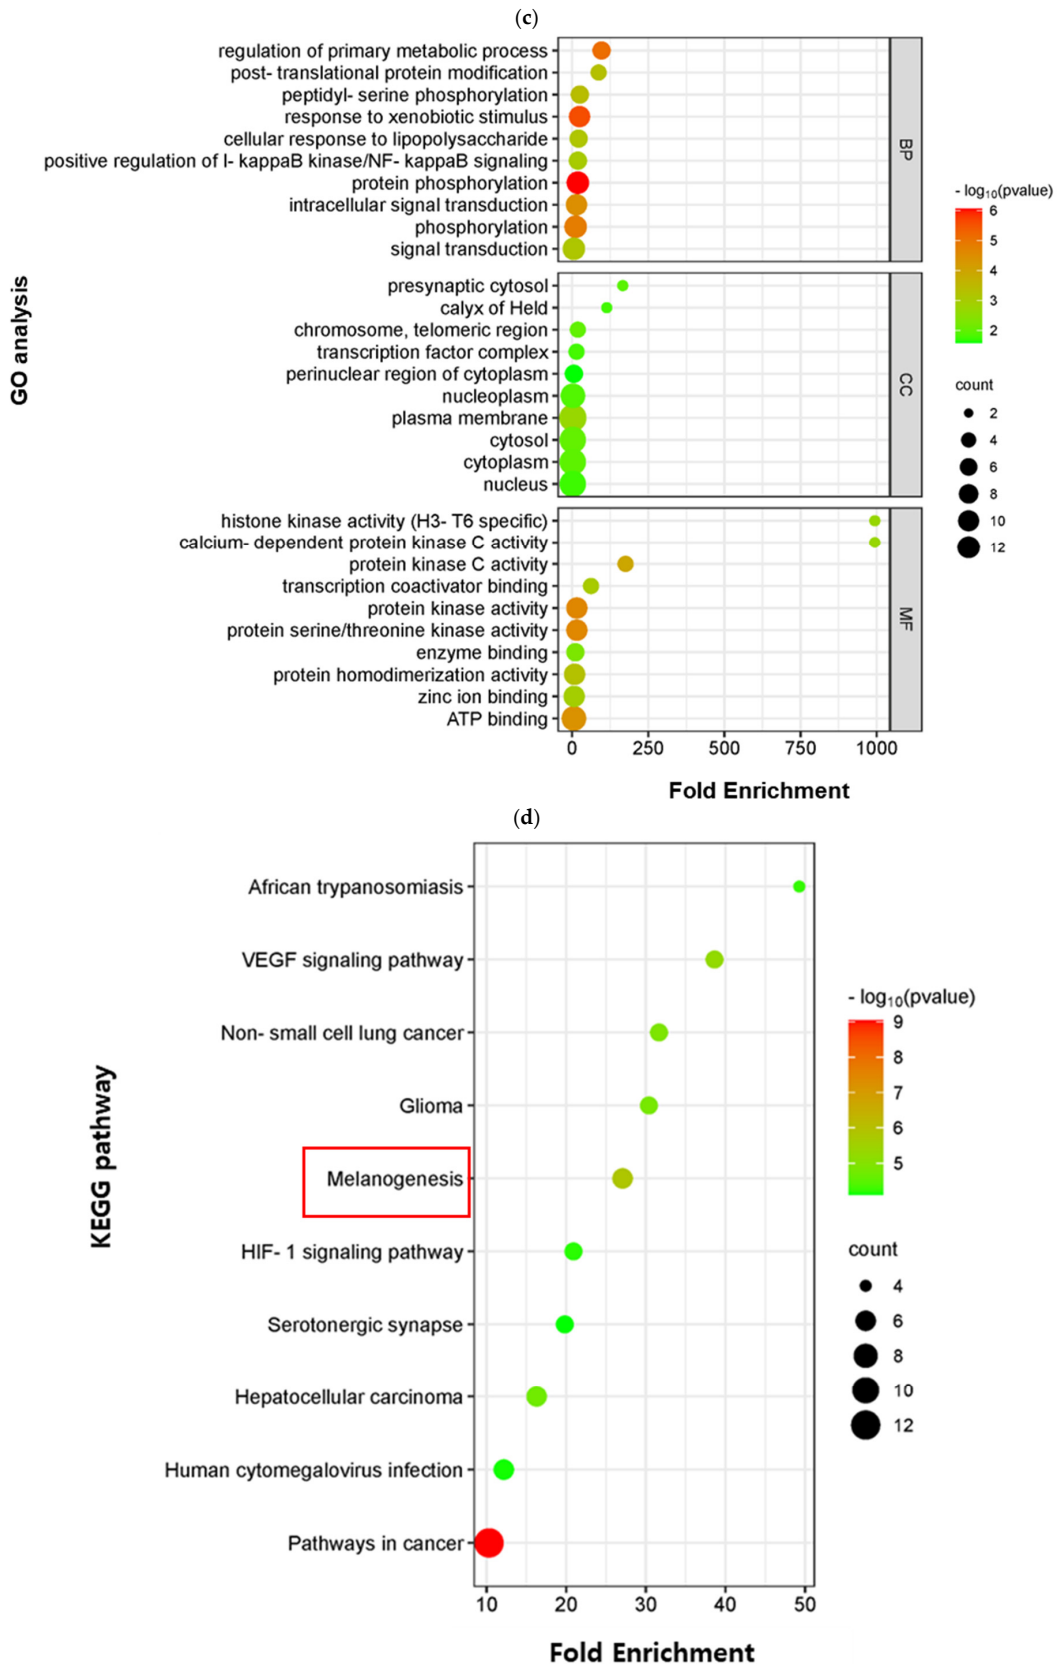 (c)
GO analysis
regulation of primary metabolic process
post- translational protein modification
peptidyl- serine phosphorylation
response to xenobiotic stimulus
cellular response to lipopolysaccharide
positive regulation of I- kappaB kinase/NF- kappaB signaling
protein phosphorylation
intracellular signal transduction
phosphorylation
signal transduction
BP
presynaptic cytosol
calyx of Held
chromosome, telomeric region
transcription factor complex
perinuclear region of cytoplasm
nucleoplasm
plasma membrane
cytosol
cytoplasm
nucleus
CC
histone kinase activity (H3- T6 specific)
calcium- dependent protein kinase C activity
protein kinase C activity
transcription coactivator binding
protein kinase activity
protein serine/threonine kinase activity
enzyme binding
protein homodimerization activity
zinc ion binding
ATP binding
MF
0 250 500 750 1000
Fold Enrichment
- log10(pvalue)
6
5
4
3
2
count
2
4
6
8
10
12
(d)
KEGG pathway
African trypanosomiasis
VEGF signaling pathway
Non- small cell lung cancer
Glioma
Melanogenesis
HIF- 1 signaling pathway
Serotonergic synapse
Hepatocellular carcinoma
Human cytomegalovirus infection
Pathways in cancer
10 20 30 40 50
Fold Enrichment
- log10(pvalue)
9
8
7
6
5
count
4
6
8
10
12